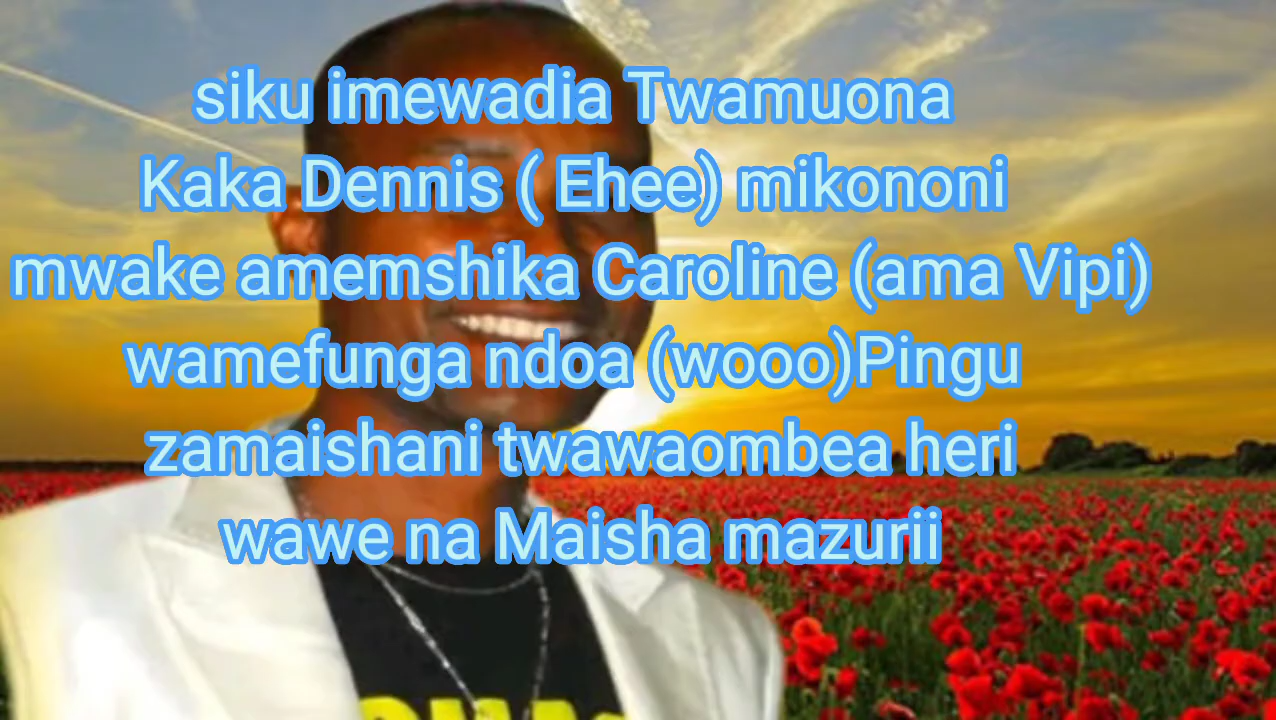 siku imewadia Twamuona
Kaka Dennis ( Ehee) mikononi
mwake amemshika Caroline (ama Vipi)
wamefunga ndoa (wooo)Pingu
zamaishani twawaombea heri
wawe na Maisha mazurii